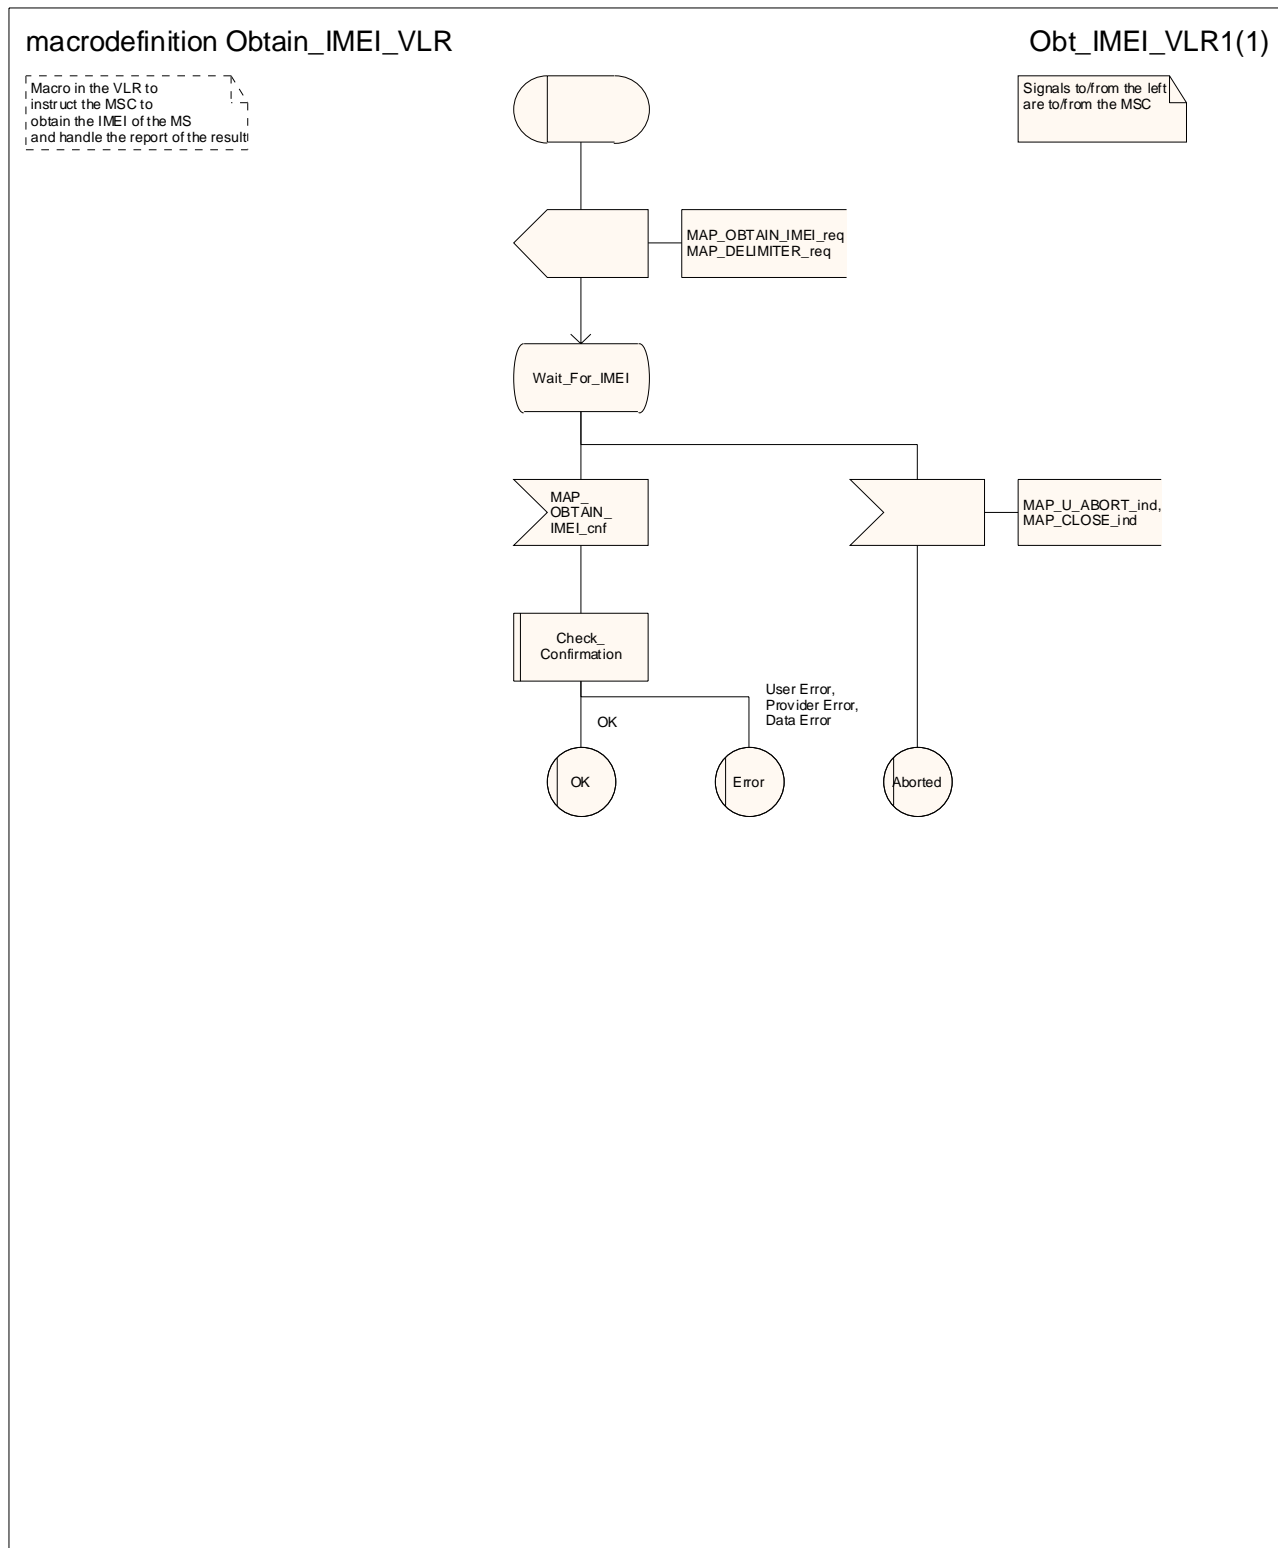 macrodefinition Obtain_IMEI_VLR
Obt_IMEI_VLR1(1)
Macro in the VLR to
instruct the MSC to
obtain the IMEI of the MS
and handle the report of the result
Signals to/from the left
are to/from the MSC
MAP_OBTAIN_IMEI_req
MAP_DELIMITER_req
Wait_For_IMEI
MAP_
OBTAIN_
IMEI_cnf
MAP_U_ABORT_ind,
MAP_CLOSE_ind
Check_
Confirmation
User Error,
Provider Error,
Data Error
OK
OK
Error
Aborted